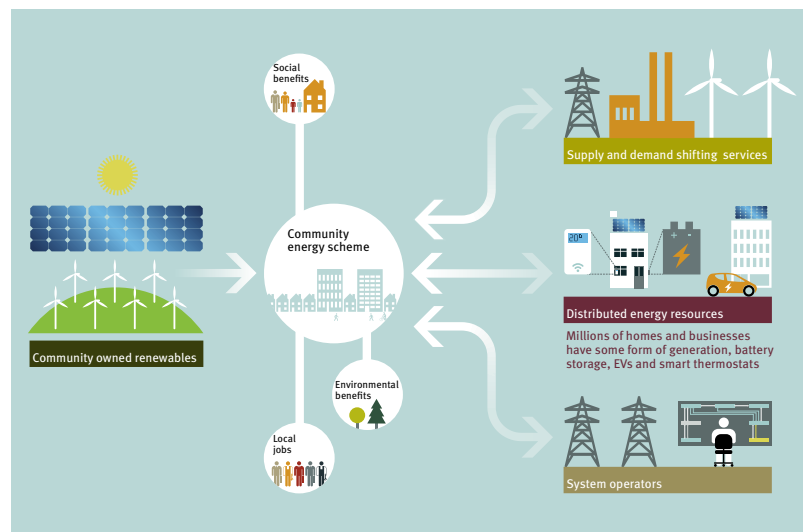 Social
benefits
Community
energy scheme
Community owned renewables
Environmental
benefits
Local
jobs
Supply and demand shifting services
20°
+ -
Distributed energy resources
Millions of homes and businesses
have some form of generation, battery
storage, EVs and smart thermostats
System operators